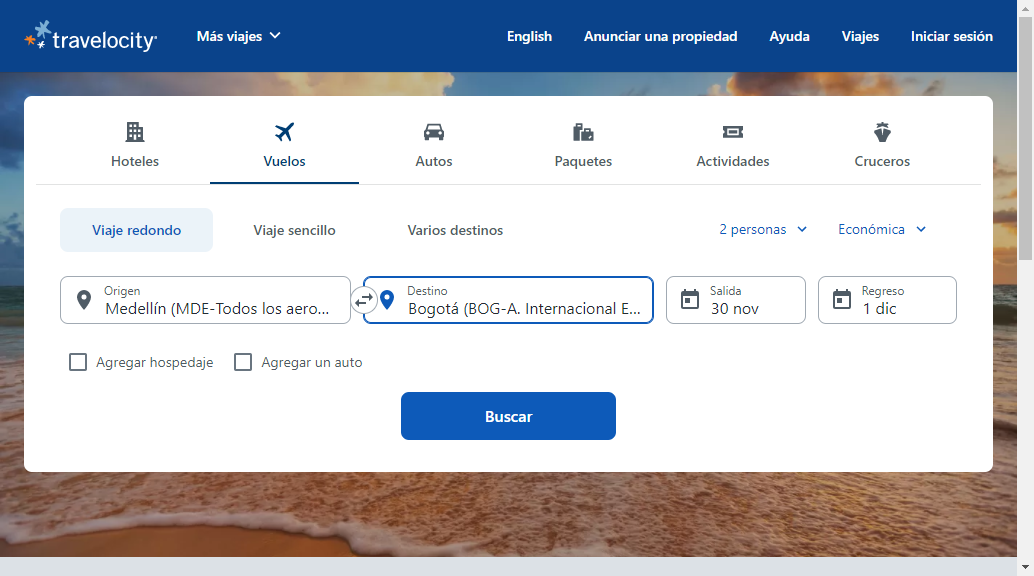 travelocity
Más viajes
English
Anunciar una propiedad
Ayuda
Viajes
Iniciar sesión
Hoteles
Vuelos
Autos
Paquetes
Actividades
Cruceros
Viaje redondo
Viaje sencillo
Varios destinos
2 personas
Económica
Origen
Medellín (MDE-Todos los aero...
Destino
Bogotá (BOG-A. Internacional E...
Salida
30 nov
Regreso
1 dic
Agregar hospedaje
Agregar un auto
Buscar